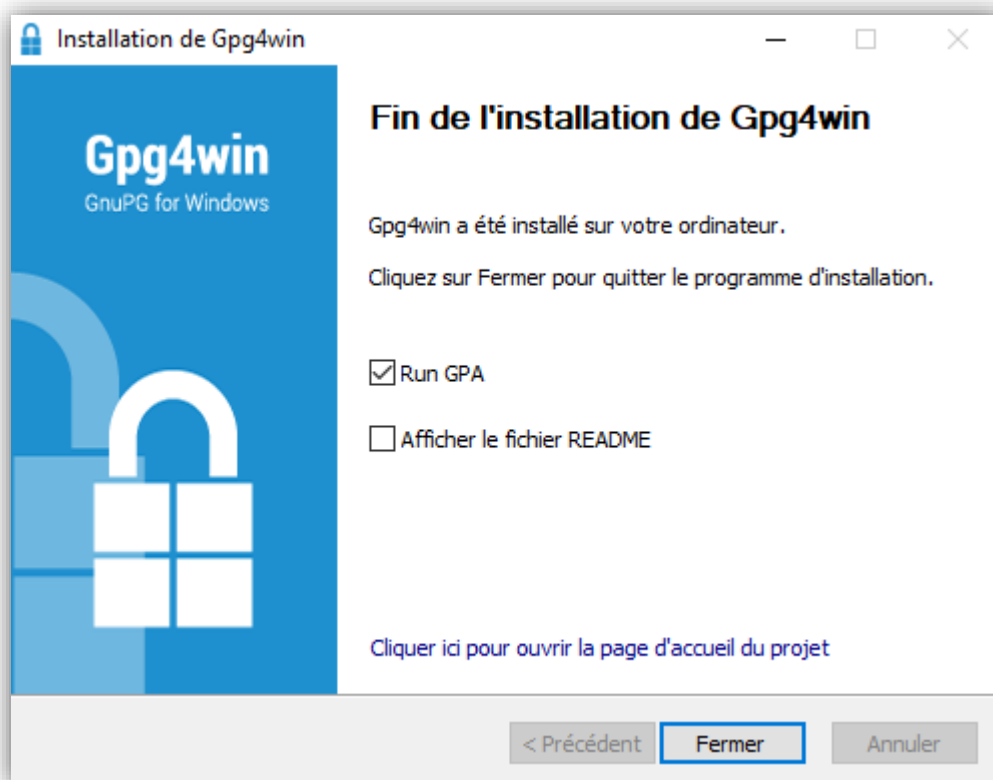 Installation de Gpg4win
Gpg4win
GnuPG for Windows
Fin de l'installation de Gpg4win
Gpg4win a été installé sur votre ordinateur.
Cliquez sur Fermer pour quitter le programme d'installation.
Run GPA
Afficher le fichier README
Cliquer ici pour ouvrir la page d'accueil du projet
< Précédent Fermer Annuler